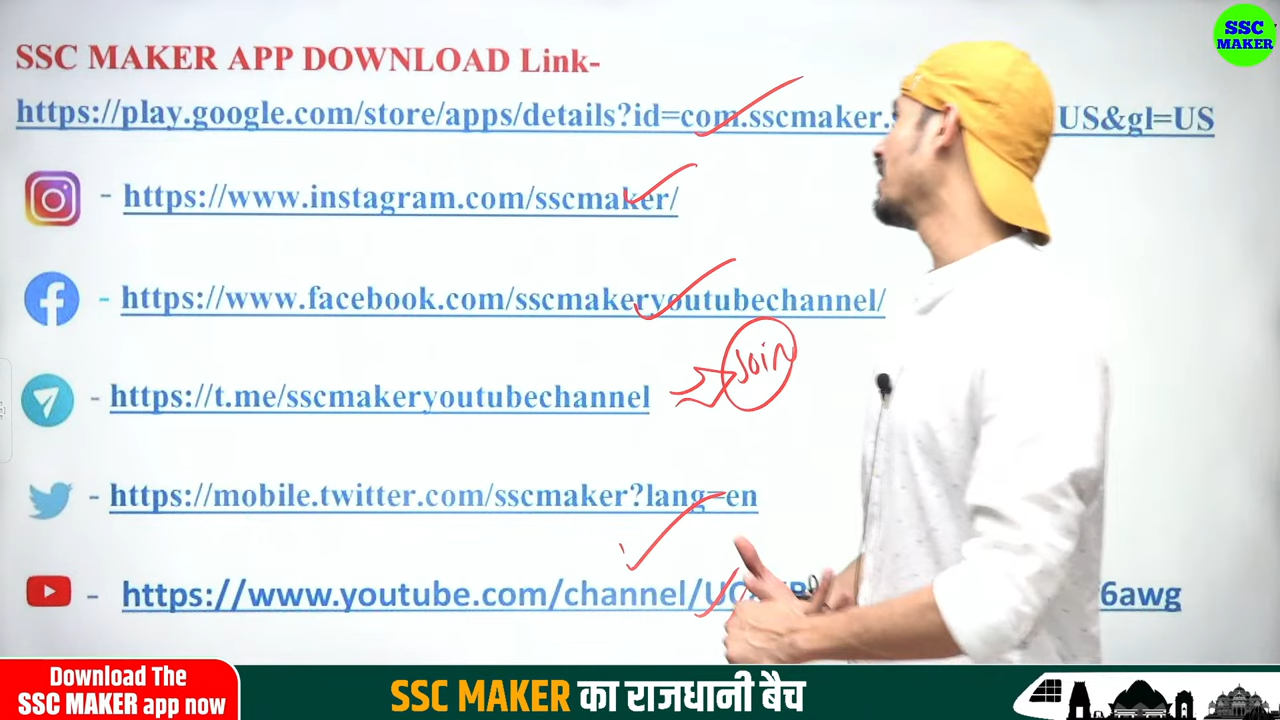 SSC MAKER
SSC MAKER APP DOWNLOAD Link-
https://play.google.com/store/apps/details?id=com.sscmaker. US&gl=US
- https://www.instagram.com/sscmaker/
- https://www.facebook.com/sscmakeryoutubechannel/
- https://t.me/sscmakeryoutubechannel
Join
- https://mobile.twitter.com/sscmaker?lang=en
- https://www.youtube.com/channel/ 6awg
Download The
SSC MAKER app now
SSC MAKER का राजधानी बैच